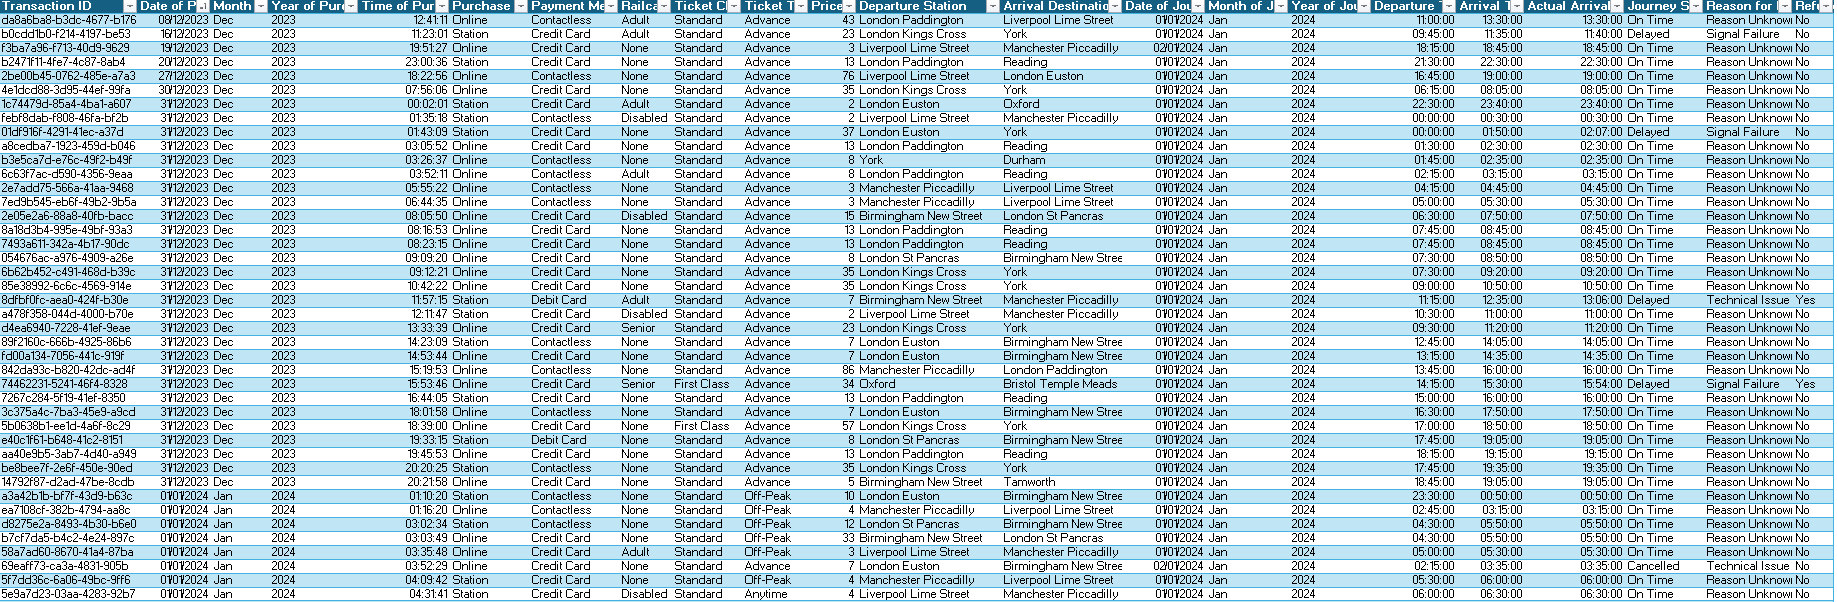 Transaction ID Date of P Month Year of Pur Time of Pur Purchase Payment Me Railca Ticket Cl Ticket T Price Departure Station Arrival Destinatio Date of Jou Month of J Year of Jou Departure T Arrival T Actual Arrival Journey S Reason for Refu
da8a6ba8-b3dc-4677-b176 08/12/2023 Dec 2023 12:41:11 Online Contactless Adult Standard Advance 43 London Paddington Liverpool Lime Street 01/01/2024 Jan 2024 11:00:00 13:30:00 13:30:00 On Time Reason Unknow No
b0cdd1b0-f214-4197-be53 16/12/2023 Dec 2023 11:23:01 Station Credit Card Adult Standard Advance 23 London Kings Cross York 01/01/2024 Jan 2024 09:45:00 11:35:00 11:40:00 Delayed Signal Failure No
f3ba7a96-f713-40d9-9629 19/12/2023 Dec 2023 19:51:27 Online Credit Card None Standard Advance 3 Liverpool Lime Street Manchester Piccadilly 02/01/2024 Jan 2024 18:15:00 18:45:00 18:45:00 On Time Reason Unknow No
b2471f11-4fe7-4c87-8ab4 20/12/2023 Dec 2023 23:00:36 Station Credit Card None Standard Advance 13 London Paddington Reading 01/01/2024 Jan 2024 21:30:00 22:30:00 22:30:00 On Time Reason Unknow No
2be00b45-0762-485e-a7a3 27/12/2023 Dec 2023 18:22:56 Online Contactless None Standard Advance 76 Liverpool Lime Street London Euston 01/01/2024 Jan 2024 16:45:00 19:00:00 19:00:00 On Time Reason Unknow No
4e1dcd88-3d95-44ef-99fa 30/12/2023 Dec 2023 07:56:06 Online Credit Card None Standard Advance 35 London Kings Cross York 01/01/2024 Jan 2024 06:15:00 08:05:00 08:05:00 On Time Reason Unknow No
1c74479d-85a4-4ba1-a607 31/12/2023 Dec 2023 00:02:01 Station Credit Card Adult Standard Advance 2 London Euston Oxford 01/01/2024 Jan 2024 22:30:00 23:40:00 23:40:00 On Time Reason Unknow No
febf8dab-f808-46fa-bf2b 31/12/2023 Dec 2023 01:35:18 Station Credit Card Disabled Standard Advance 2 Liverpool Lime Street Manchester Piccadilly 01/01/2024 Jan 2024 00:00:00 00:30:00 00:30:00 On Time Reason Unknow No
01df916f-4291-41ec-a37d 31/12/2023 Dec 2023 01:43:09 Station Credit Card None Standard Advance 37 London Euston York 01/01/2024 Jan 2024 00:00:00 01:50:00 02:07:00 Delayed Signal Failure No
a8cedba7-1923-459d-b046 31/12/2023 Dec 2023 03:05:52 Online Credit Card None Standard Advance 13 London Paddington Reading 01/01/2024 Jan 2024 01:30:00 02:30:00 02:30:00 On Time Reason Unknow No
b3e5ca7d-e76c-49f2-b49f 31/12/2023 Dec 2023 03:26:37 Online Contactless None Standard Advance 8 York Durham 01/01/2024 Jan 2024 01:45:00 02:35:00 02:35:00 On Time Reason Unknow No
6c63f7ac-d590-4356-9eaa 31/12/2023 Dec 2023 03:52:11 Online Contactless Adult Standard Advance 8 London Paddington Reading 01/01/2024 Jan 2024 02:15:00 03:15:00 03:15:00 On Time Reason Unknow No
2e7add75-566a-41aa-9468 31/12/2023 Dec 2023 05:55:22 Online Contactless None Standard Advance 3 Manchester Piccadilly Liverpool Lime Street 01/01/2024 Jan 2024 04:15:00 04:45:00 04:45:00 On Time Reason Unknow No
7ed9b545-eb6f-49b2-9b5a 31/12/2023 Dec 2023 06:44:35 Online Contactless None Standard Advance 3 Manchester Piccadilly Liverpool Lime Street 01/01/2024 Jan 2024 05:00:00 05:30:00 05:30:00 On Time Reason Unknow No
2e05e2a6-88a8-40fb-bacc 31/12/2023 Dec 2023 08:05:50 Online Credit Card Disabled Standard Advance 15 Birmingham New Street London St Pancras 01/01/2024 Jan 2024 06:30:00 07:50:00 07:50:00 On Time Reason Unknow No
8a18d3b4-995e-49bf-93a3 31/12/2023 Dec 2023 08:16:53 Online Credit Card None Standard Advance 13 London Paddington Reading 01/01/2024 Jan 2024 07:45:00 08:45:00 08:45:00 On Time Reason Unknow No
7493a611-342a-4b17-90dc 31/12/2023 Dec 2023 08:23:15 Online Credit Card None Standard Advance 13 London Paddington Reading 01/01/2024 Jan 2024 07:45:00 08:45:00 08:45:00 On Time Reason Unknow No
054676ac-a976-4909-a26e 31/12/2023 Dec 2023 09:09:20 Online Credit Card None Standard Advance 8 London St Pancras Birmingham New Stree 01/01/2024 Jan 2024 07:30:00 08:50:00 08:50:00 On Time Reason Unknow No
6b62b452-c491-468d-b39c 31/12/2023 Dec 2023 09:12:21 Online Credit Card None Standard Advance 35 London Kings Cross York 01/01/2024 Jan 2024 07:30:00 09:20:00 09:20:00 On Time Reason Unknow No
85e38992-6c6c-4569-914e 31/12/2023 Dec 2023 10:42:22 Online Credit Card None Standard Advance 35 London Kings Cross York 01/01/2024 Jan 2024 09:00:00 10:50:00 10:50:00 On Time Reason Unknow No
8dfbf0fc-aea0-424f-b30e 31/12/2023 Dec 2023 11:57:15 Station Debit Card Adult Standard Advance 7 Birmingham New Street Manchester Piccadilly 01/01/2024 Jan 2024 11:15:00 12:35:00 13:06:00 Delayed Technical Issue Yes
a478f358-044d-4000-b70e 31/12/2023 Dec 2023 12:11:47 Station Credit Card Disabled Standard Advance 2 Liverpool Lime Street Manchester Piccadilly 01/01/2024 Jan 2024 10:30:00 11:00:00 11:00:00 On Time Reason Unknow No
d4ea6940-7228-41ef-9eae 31/12/2023 Dec 2023 13:33:39 Online Credit Card Senior Standard Advance 23 London Kings Cross York 01/01/2024 Jan 2024 09:30:00 11:20:00 11:20:00 On Time Reason Unknow No
89f2160c-666b-4925-86b6 31/12/2023 Dec 2023 14:23:09 Station Contactless None Standard Advance 7 London Euston Birmingham New Stree 01/01/2024 Jan 2024 12:45:00 14:05:00 14:05:00 On Time Reason Unknow No
fd00a134-7056-441c-919f 31/12/2023 Dec 2023 14:53:44 Online Credit Card None Standard Advance 7 London Euston Birmingham New Stree 01/01/2024 Jan 2024 13:15:00 14:35:00 14:35:00 On Time Reason Unknow No
842da93c-b820-42dc-ad4f 31/12/2023 Dec 2023 15:19:53 Online Contactless None Standard Advance 86 Manchester Piccadilly London Paddington 01/01/2024 Jan 2024 13:45:00 16:00:00 16:00:00 On Time Reason Unknow No
74462231-5241-46f4-8328 31/12/2023 Dec 2023 15:53:46 Online Credit Card Senior First Class Advance 34 Oxford Bristol Temple Meads 01/01/2024 Jan 2024 14:15:00 15:30:00 15:54:00 Delayed Signal Failure Yes
7267c284-5f19-41ef-8350 31/12/2023 Dec 2023 16:44:05 Station Credit Card None Standard Advance 13 London Paddington Reading 01/01/2024 Jan 2024 15:00:00 16:00:00 16:00:00 On Time Reason Unknow No
3c375a4c-7ba3-45e9-a9cd 31/12/2023 Dec 2023 18:01:58 Online Contactless None Standard Advance 7 London Euston Birmingham New Stree 01/01/2024 Jan 2024 16:30:00 17:50:00 17:50:00 On Time Reason Unknow No
5b0638b1-ee1d-4a6f-8c29 31/12/2023 Dec 2023 18:39:00 Online Credit Card None First Class Advance 57 London Kings Cross York 01/01/2024 Jan 2024 17:00:00 18:50:00 18:50:00 On Time Reason Unknow No
e40c1f61-b648-41c2-8151 31/12/2023 Dec 2023 19:33:15 Station Debit Card None Standard Advance 8 London St Pancras Birmingham New Stree 01/01/2024 Jan 2024 17:45:00 19:05:00 19:05:00 On Time Reason Unknow No
aa40e9b5-3ab7-4d40-a949 31/12/2023 Dec 2023 19:45:53 Online Credit Card None Standard Advance 13 London Paddington Reading 01/01/2024 Jan 2024 18:15:00 19:15:00 19:15:00 On Time Reason Unknow No
be8bee7f-2e6f-450e-90ed 31/12/2023 Dec 2023 20:20:25 Station Contactless None Standard Advance 35 London Kings Cross York 01/01/2024 Jan 2024 17:45:00 19:35:00 19:35:00 On Time Reason Unknow No
14792f87-d2ad-47be-8cdb 31/12/2023 Dec 2023 20:21:58 Online Credit Card None Standard Advance 5 Birmingham New Street Tamworth 01/01/2024 Jan 2024 18:45:00 19:05:00 19:05:00 On Time Reason Unknow No
a3a42b1b-bf7f-43d9-b63c 01/01/2024 Jan 2024 01:10:20 Station Contactless None Standard Off-Peak 10 London Euston Birmingham New Stree 01/01/2024 Jan 2024 23:30:00 00:50:00 00:50:00 On Time Reason Unknow No
ea7108cf-382b-4794-aa8c 01/01/2024 Jan 2024 01:16:20 Online Credit Card None Standard Off-Peak 4 Manchester Piccadilly Liverpool Lime Street 01/01/2024 Jan 2024 02:45:00 03:15:00 03:15:00 On Time Reason Unknow No
d8275e2a-8493-4b30-b6e0 01/01/2024 Jan 2024 03:02:34 Station Contactless None Standard Off-Peak 12 London St Pancras Birmingham New Stree 01/01/2024 Jan 2024 04:30:00 05:50:00 05:50:00 On Time Reason Unknow No
b7cf7da5-b4c2-4e24-897c 01/01/2024 Jan 2024 03:03:49 Online Credit Card None Standard Off-Peak 33 Birmingham New Street London St Pancras 01/01/2024 Jan 2024 04:30:00 05:50:00 05:50:00 On Time Reason Unknow No
58a7ad60-8670-41a4-87ba 01/01/2024 Jan 2024 03:35:48 Online Credit Card Adult Standard Off-Peak 3 Liverpool Lime Street Manchester Piccadilly 01/01/2024 Jan 2024 05:00:00 05:30:00 05:30:00 On Time Reason Unknow No
69eaff73-ca3a-4831-905b 01/01/2024 Jan 2024 03:52:29 Online Credit Card None Standard Advance 7 London Euston Birmingham New Stree 02/01/2024 Jan 2024 02:15:00 03:35:00 03:35:00 Cancelled Technical Issue No
5f7dd36c-6a06-49bc-9ff6 01/01/2024 Jan 2024 04:09:42 Station Credit Card None Standard Off-Peak 4 Manchester Piccadilly Liverpool Lime Street 01/01/2024 Jan 2024 05:30:00 06:00:00 06:00:00 On Time Reason Unknow No
5e9a7d23-03aa-4283-92b7 01/01/2024 Jan 2024 04:31:41 Station Credit Card Disabled Standard Anytime 4 Liverpool Lime Street Manchester Piccadilly 01/01/2024 Jan 2024 06:00:00 06:30:00 06:30:00 On Time Reason Unknow No